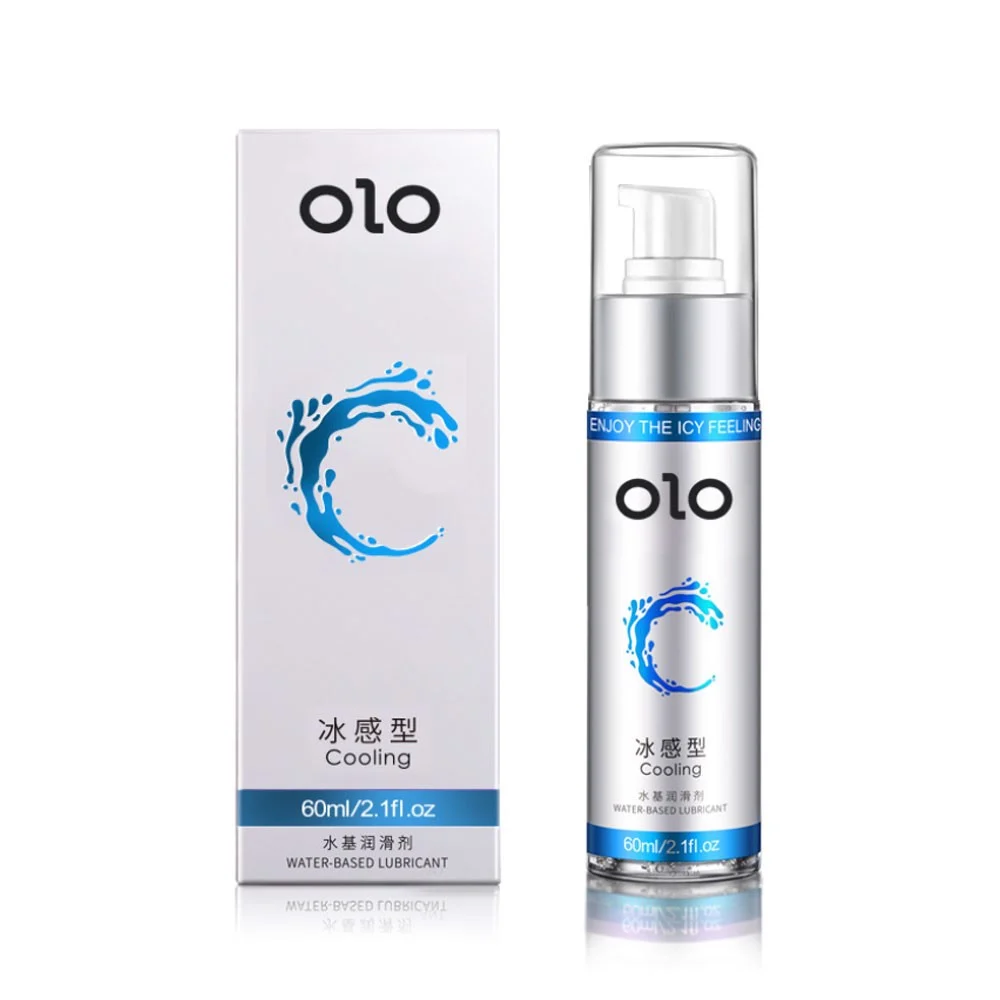 olo
冰感型
Cooling
60ml/2.1fl.oz
水基润滑剂
WATER-BASED LUBRICANT
ENJOY THE ICY FEELING
olo
冰感型
Cooling
水基润滑剂
WATER-BASED LUBRICANT
60ml/2.1fl.oz